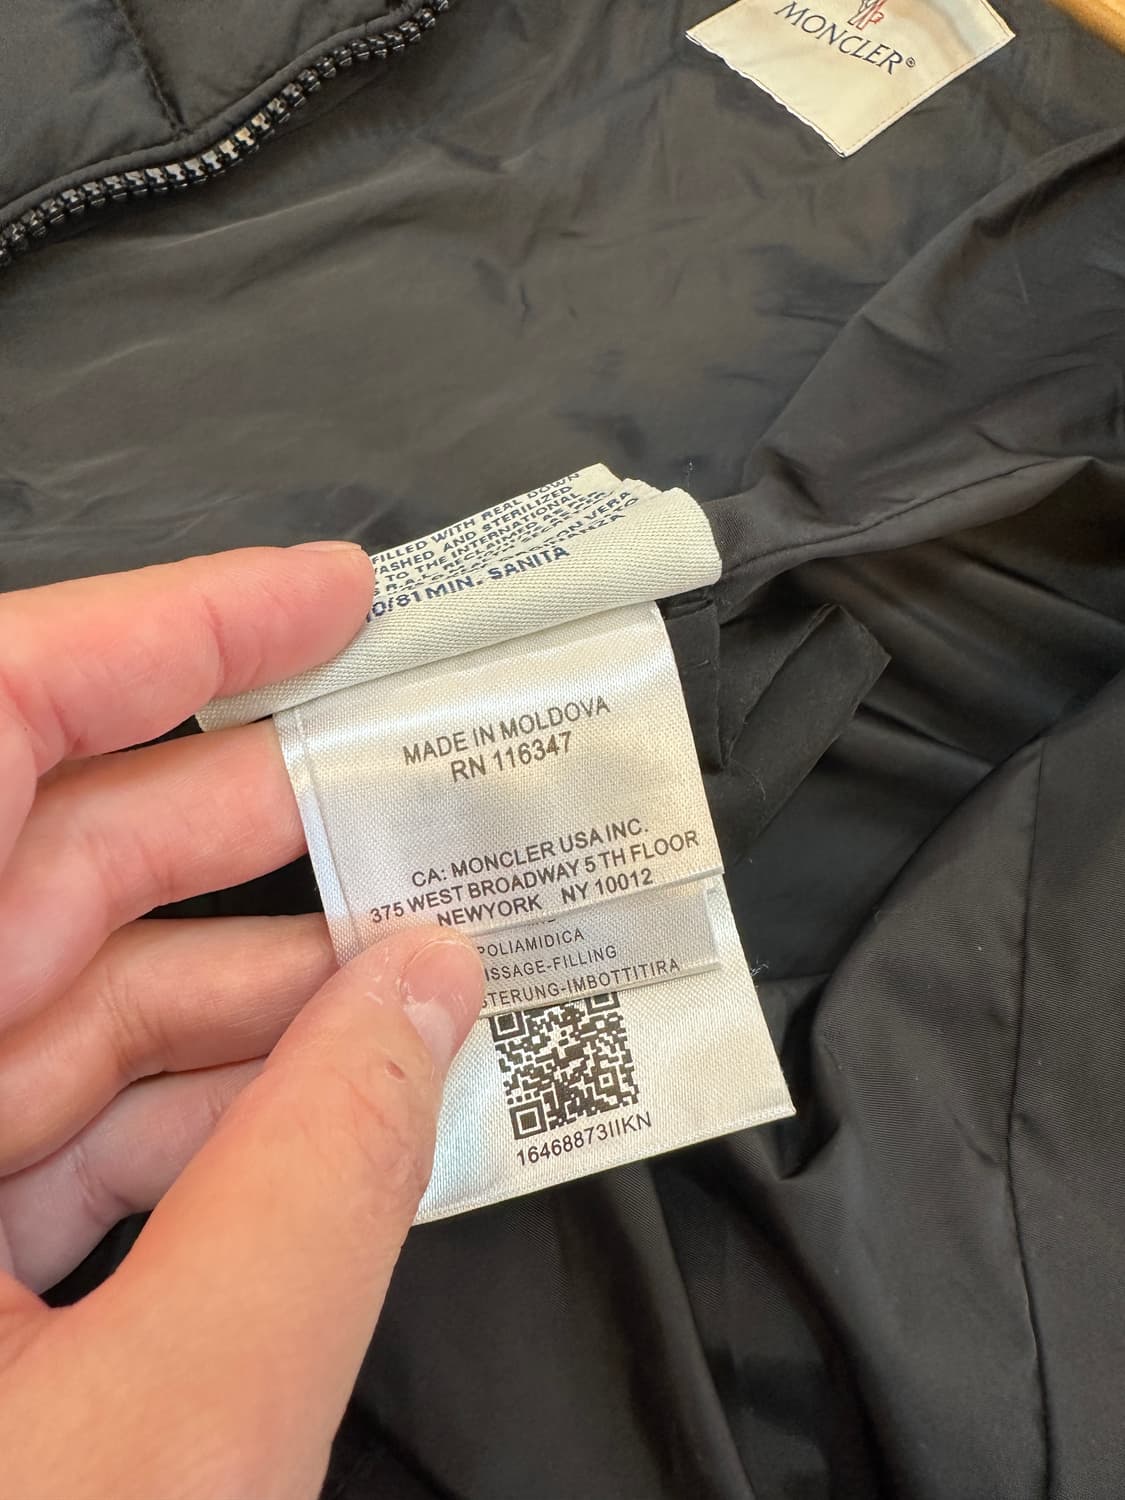 MONCLER®
FILLED WITH REAL DOWN
WASHED AND STERILIZED
TO THE INTERNATIONAL
R.A.L. RECLAIMED
VERA
10/81 MIN. SANITA
MADE IN MOLDOVA
RN 116347
CA: MONCLER USA INC.
375 WEST BROADWAY 5 TH FLOOR
NEWYORK NY 10012
POLIAMIDICA
ISSAGE-FILLING
STERUNG-IMBOTTITIRA
16468873IIKN